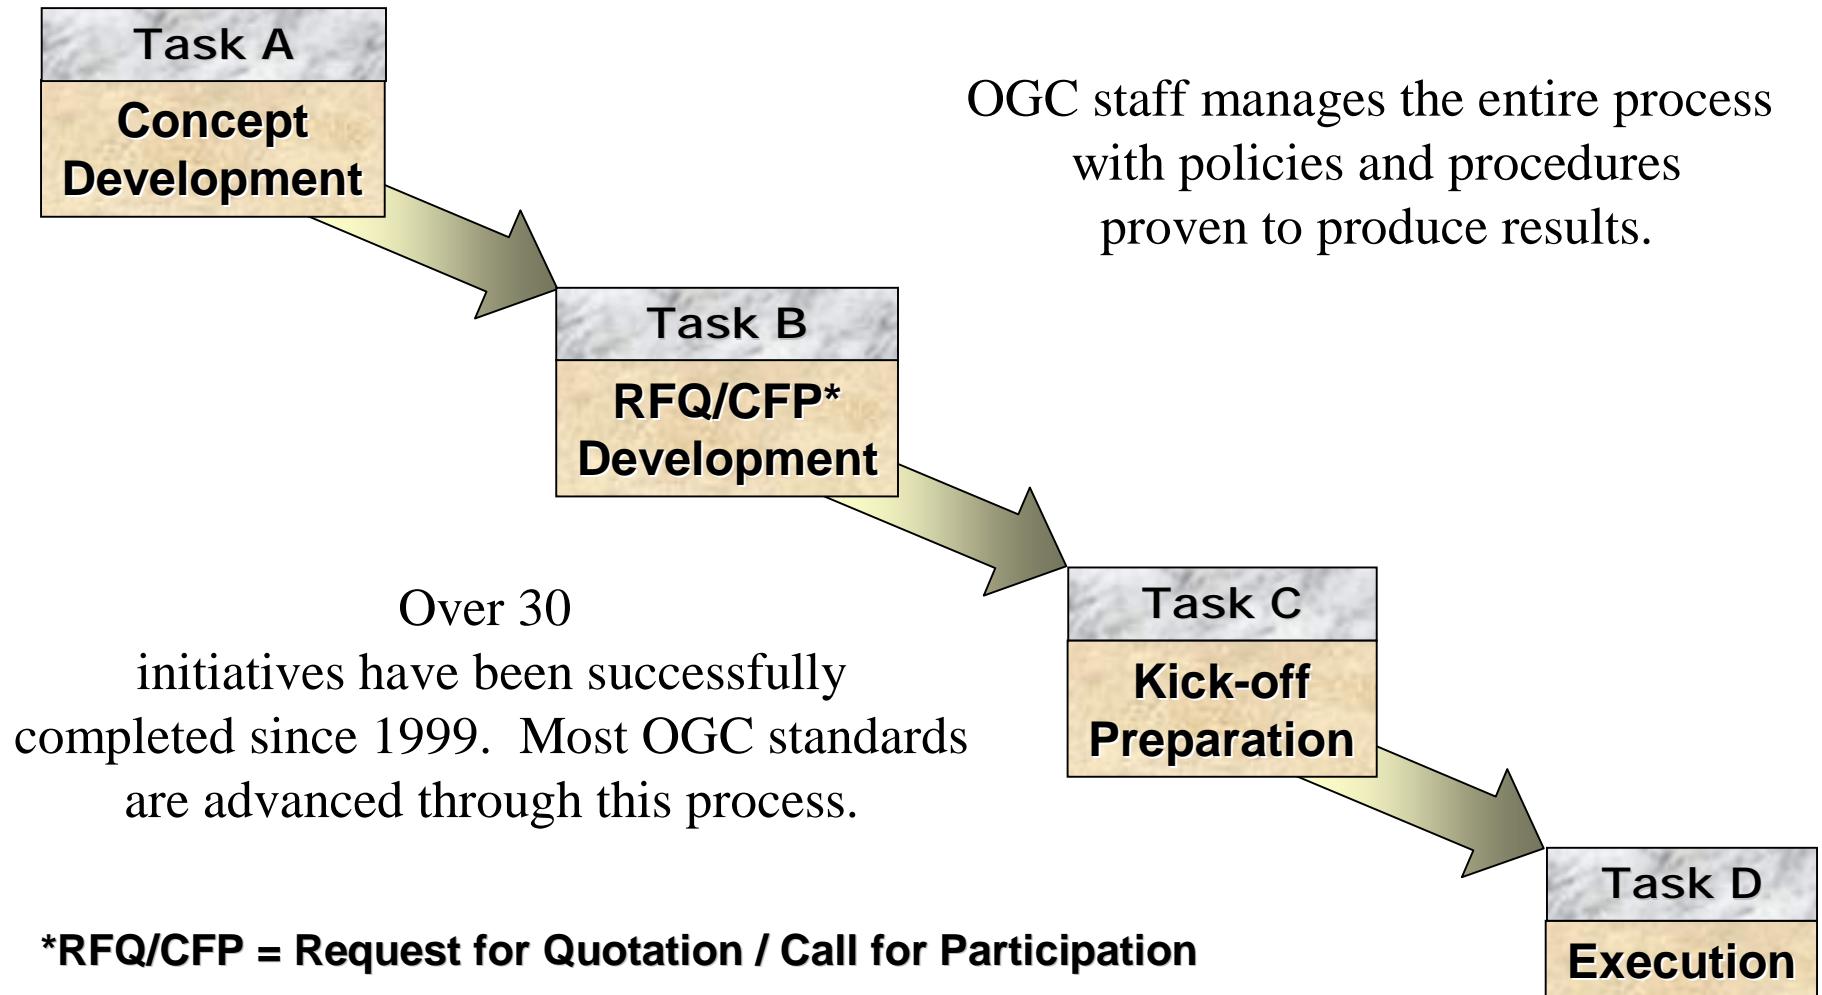 Task A
Concept
Development
OGC staff manages the entire process
with policies and procedures
proven to produce results.
Task B
RFQ/CFP*
Development
Over 30
initiatives have been successfully
completed since 1999.  Most OGC standards
are advanced through this process.
Task C
Kick-off
Preparation
Task D
Execution
*RFQ/CFP = Request for Quotation / Call for Participation